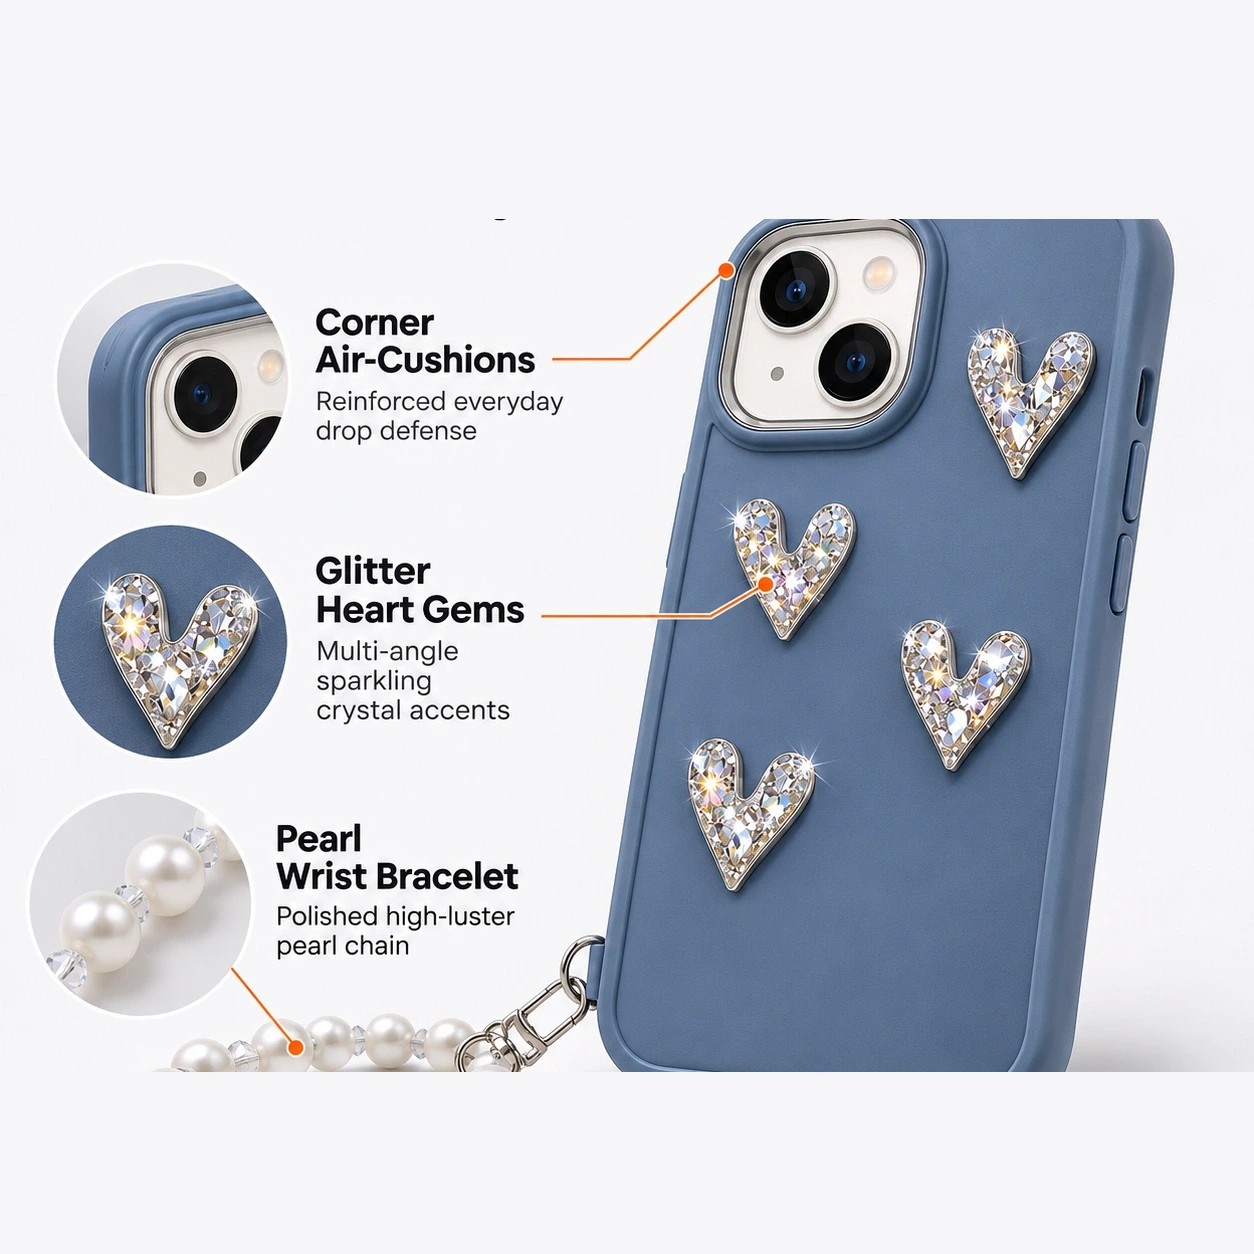 Corner
Air-Cushions
Reinforced everyday
drop defense
Glitter
Heart Gems
Multi-angle
sparkling
crystal accents
Pearl
Wrist Bracelet
Polished high-luster
pearl chain